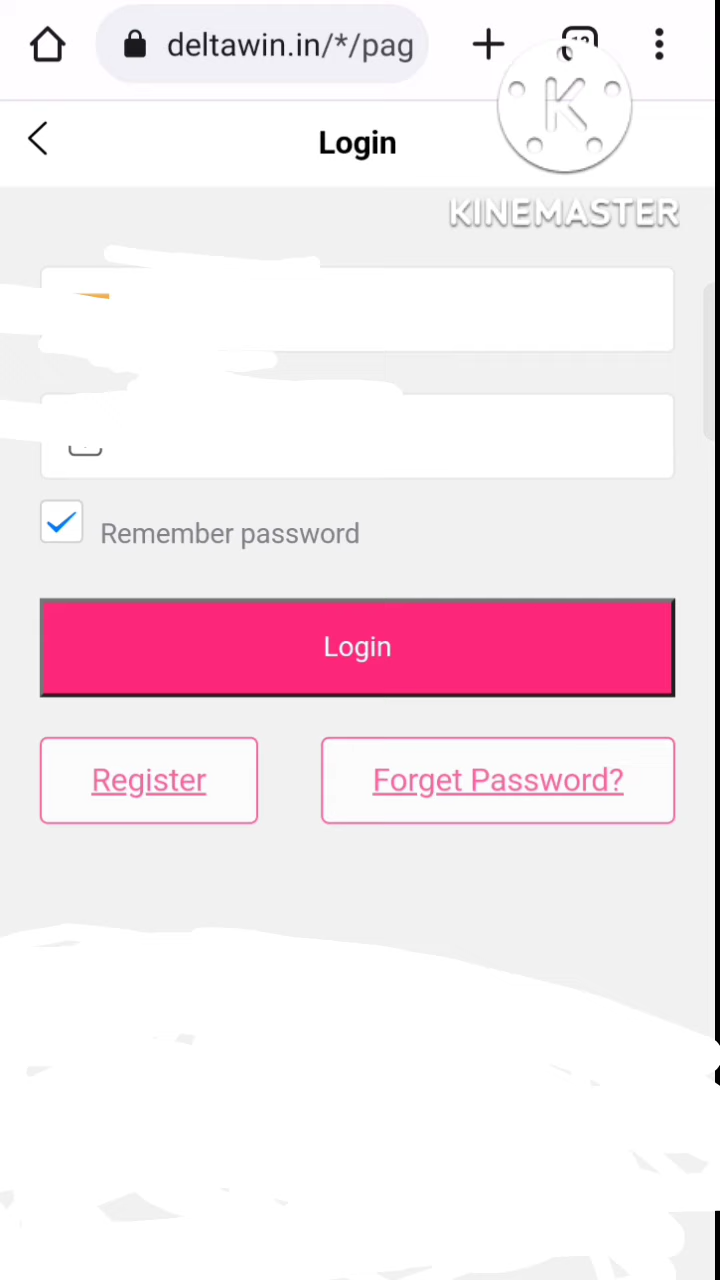 deltawin.in/*/pag
Login
K
KINEMASTER
Remember password
Login
Register
Forget Password?